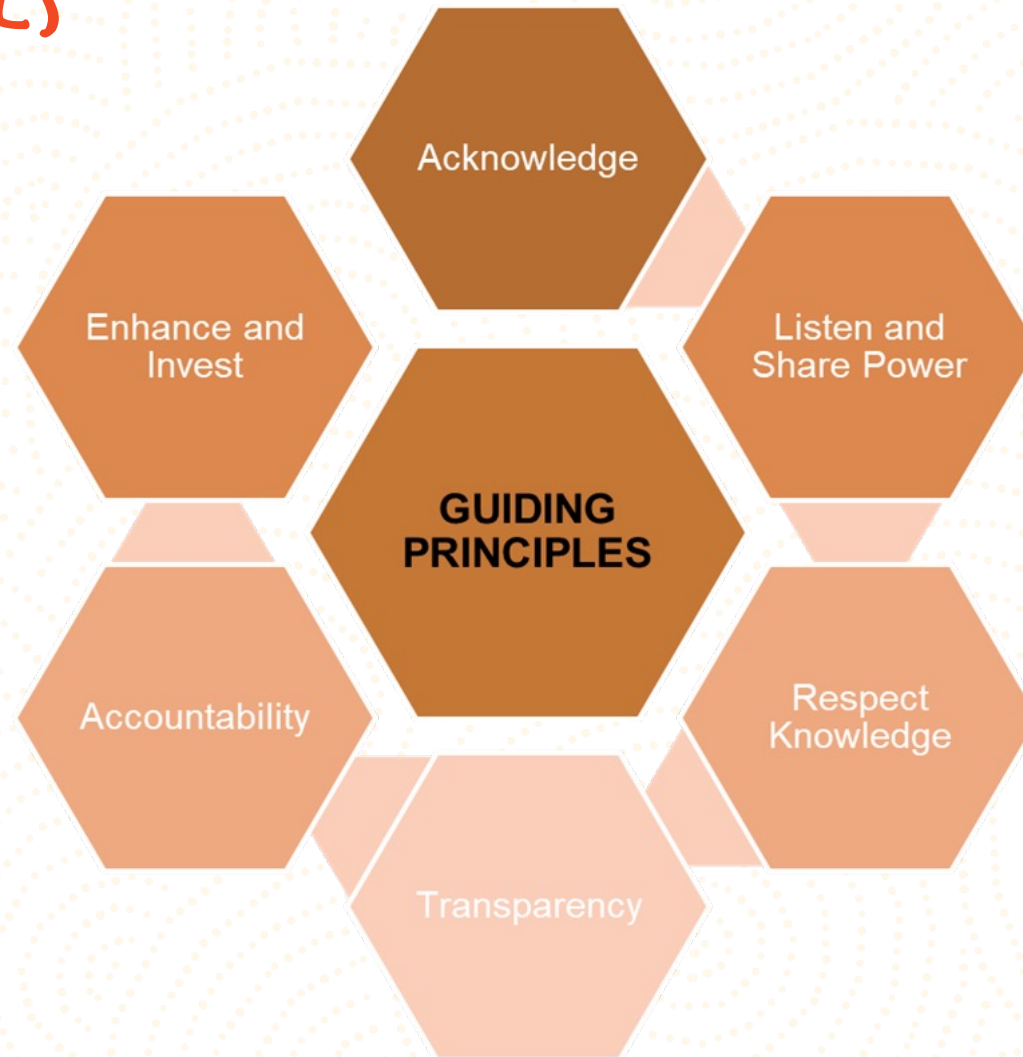 Acknowledge
Listen and
Share Power
Respect
Knowledge
Transparency
Accountability
Enhance and
Invest
GUIDING
PRINCIPLES